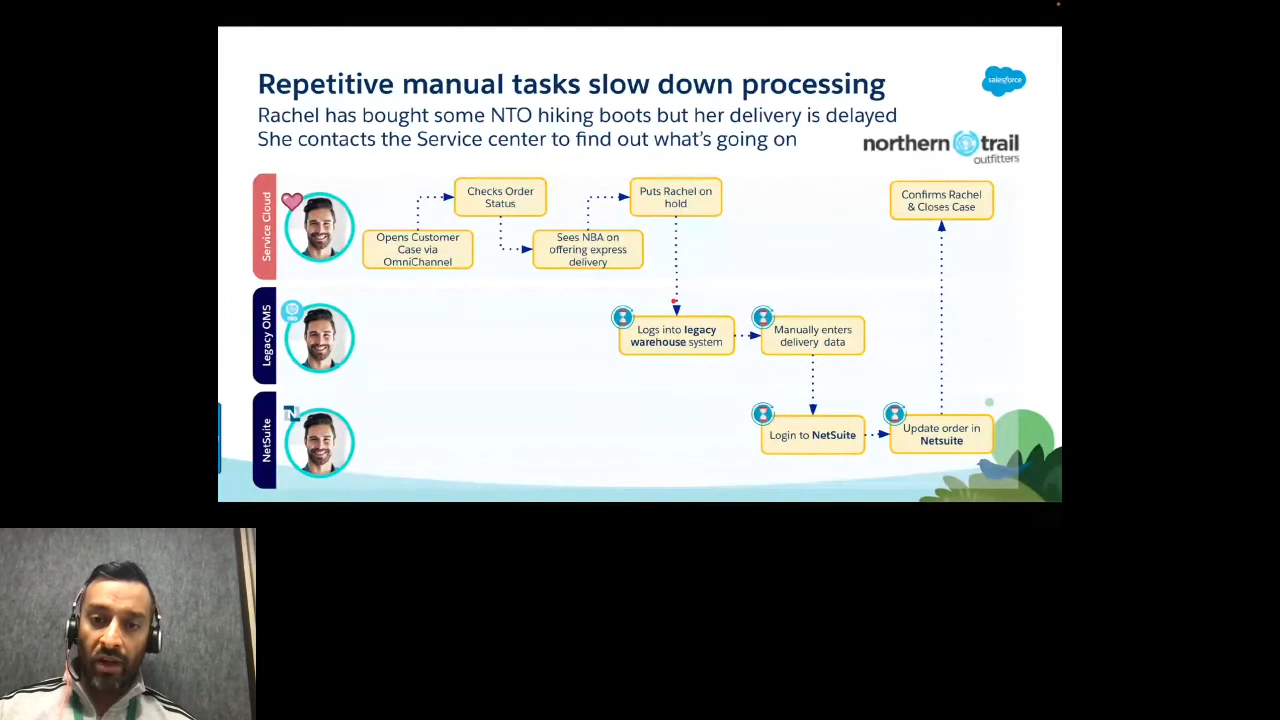 Repetitive manual tasks slow down processing
salesforce
Rachel has bought some NTO hiking boots but her delivery is delayed
She contacts the Service center to find out what's going on
northern trail
outfitters
Service Cloud
Opens Customer
Case via
OmniChannel
Checks Order
Status
Sees NBA on
offering express
delivery
Puts Rachel on
hold
Confirms Rachel
& Closes Case
Legacy OMS
Logs into legacy
warehouse system
Manually enters
delivery data
NetSuite
N
Login to NetSuite
Update order in
Netsuite